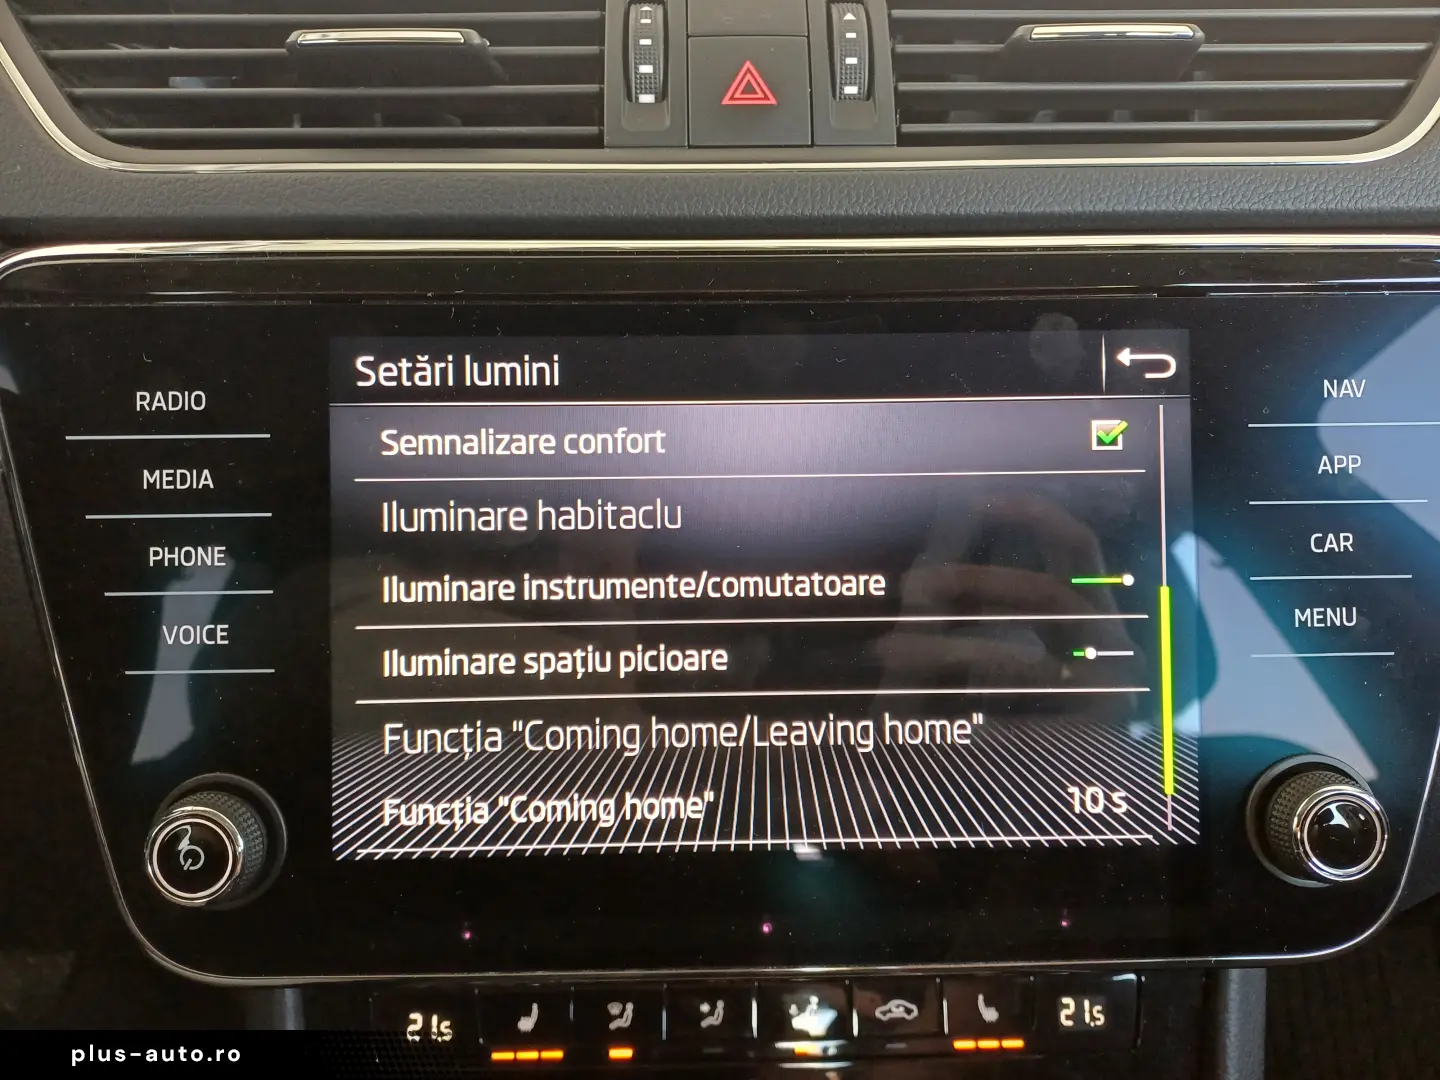 Setări lumini
RADIO
MEDIA
PHONE
VOICE
Semnalizare confort
Iluminare habitaclu
Iluminare instrumente/comutatoare
Iluminare spațiu picioare
Funcția "Coming home/Leaving home"
Funcția "Coming home" 10 s
NAV
APP
CAR
MENU
21.5
21.5
plus-auto.ro